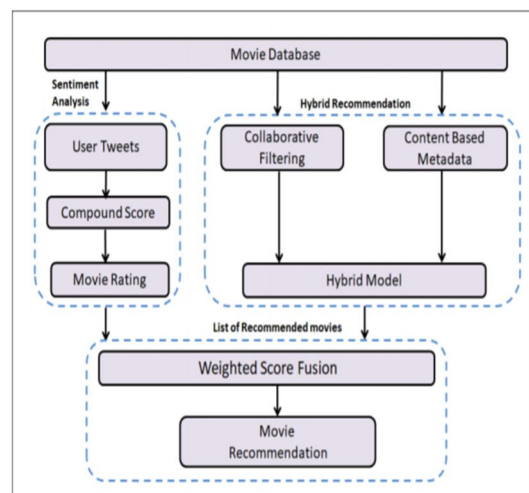 Movie Database
Sentiment
Analysis
Hybrid Recommendation
User Tweets
Collaborative
Filtering
Content Based
Metadata
Compound Score
Movie Rating
Hybrid Model
List of Recommended movies
Weighted Score Fusion
Movie
Recommendation